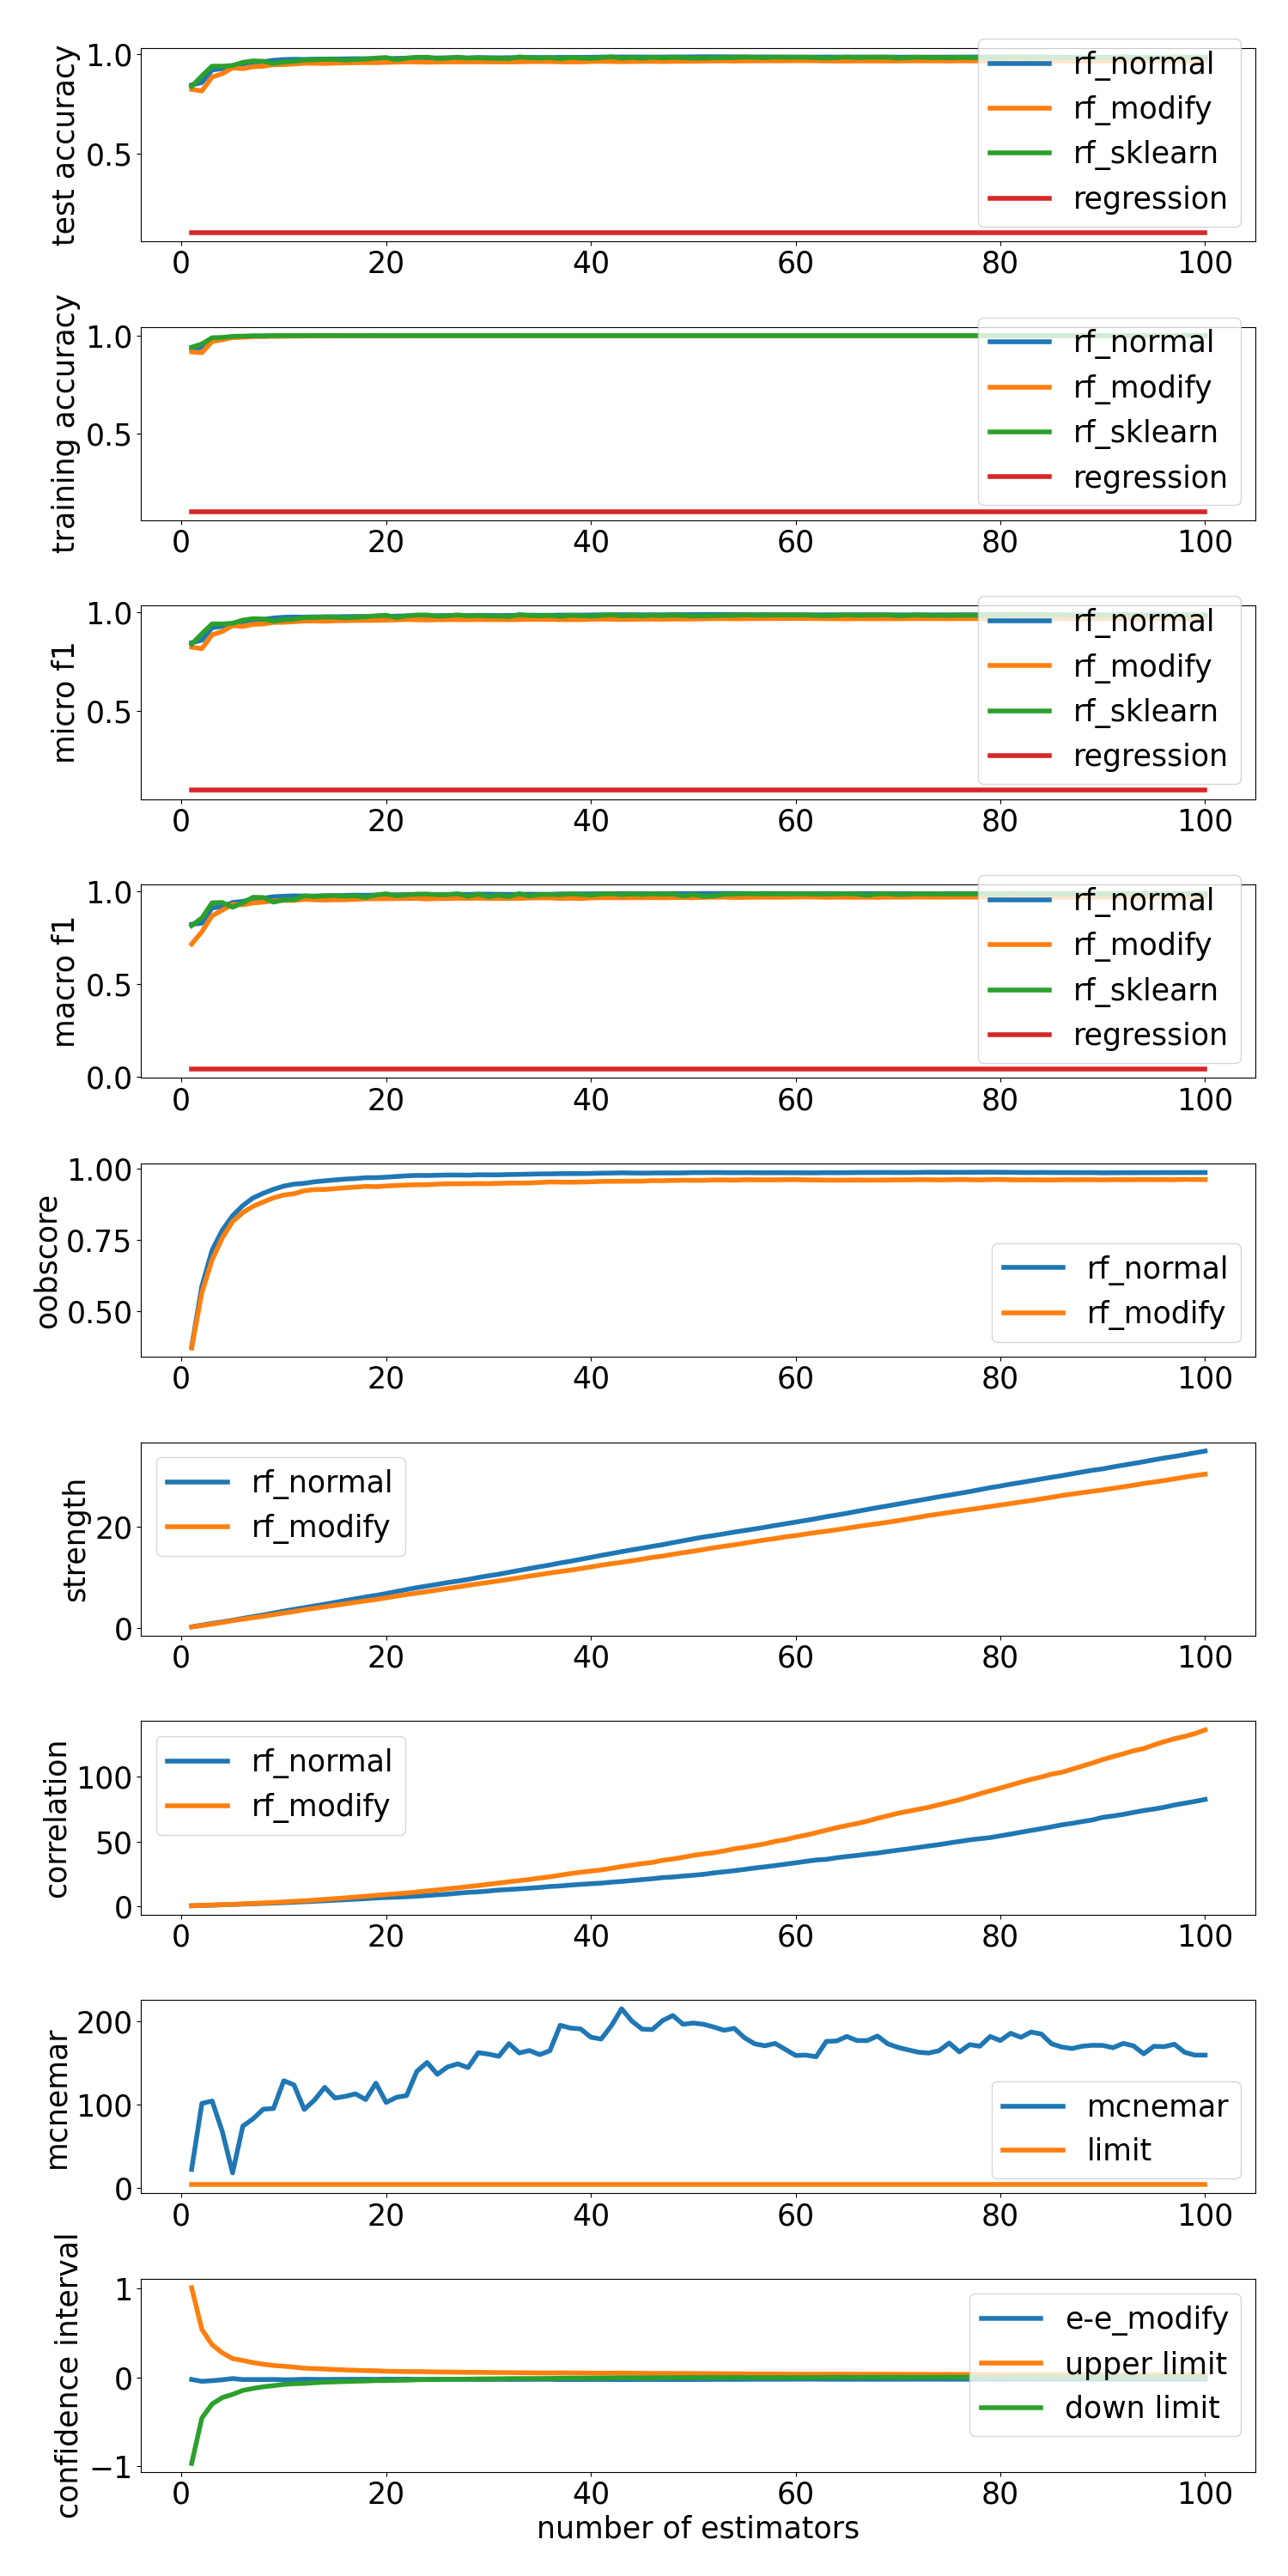 test accuracy
1.0
0.5
rf_normal
rf_modify
rf_sklearn
regression
0 20 40 60 80 100
training accuracy
1.0
0.5
rf_normal
rf_modify
rf_sklearn
regression
0 20 40 60 80 100
micro f1
1.0
0.5
rf_normal
rf_modify
rf_sklearn
regression
0 20 40 60 80 100
macro f1
1.0
0.5
0.0
rf_normal
rf_modify
rf_sklearn
regression
0 20 40 60 80 100
oobscore
1.00
0.75
0.50
rf_normal
rf_modify
0 20 40 60 80 100
strength
20
0
rf_normal
rf_modify
0 20 40 60 80 100
correlation
100
50
0
rf_normal
rf_modify
0 20 40 60 80 100
mcnemar
200
100
0
mcnemar
limit
0 20 40 60 80 100
confidence interval
1
0
−1
e-e_modify
upper limit
down limit
0 20 40 60 80 100
number of estimators